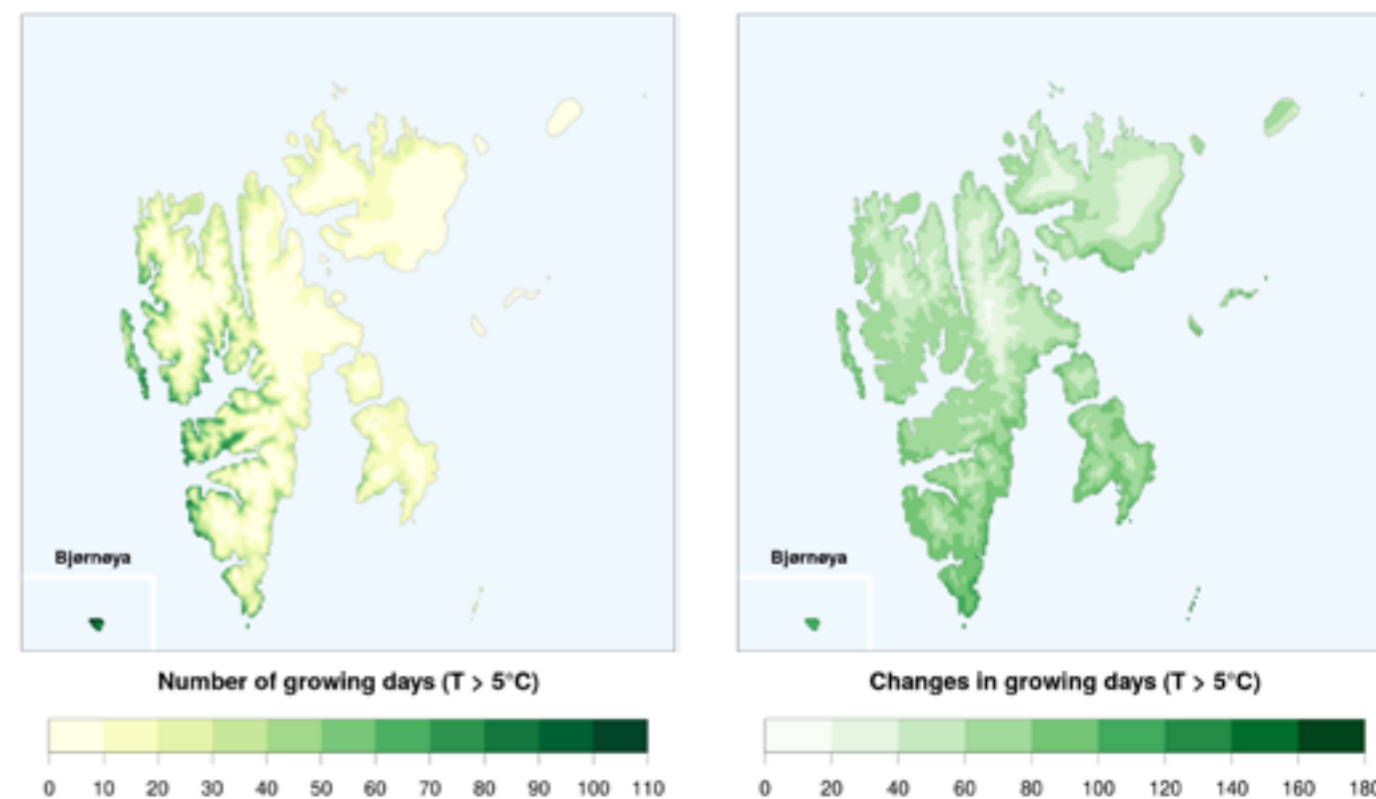 Bjørnøya
Bjørnøya
Number of growing days (T > 5°C)
Changes in growing days (T > 5°C)
0 10 20 30 40 50 60 70 80 90 100 110
0 20 40 60 80 100 120 140 160 180